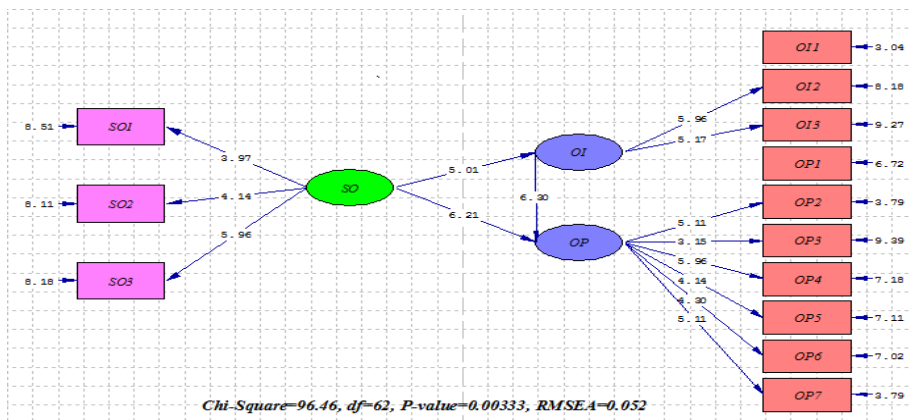 OI1
3.04
OI2
8.18
5.96
8.51
SO1
OI3
9.27
5.17
OI
3.97
OP1
6.72
5.01
SO
6.30
SO2
8.11
4.14
OP2
3.79
6.21
5.11
5.96
OP
3.15
OP3
9.39
5.96
SO3
8.18
OP4
7.18
4.14
4.30
OP5
7.11
5.11
OP6
7.02
OP7
3.79
Chi-Square=96.46, df=62, P-value=0.00333, RMSEA=0.052